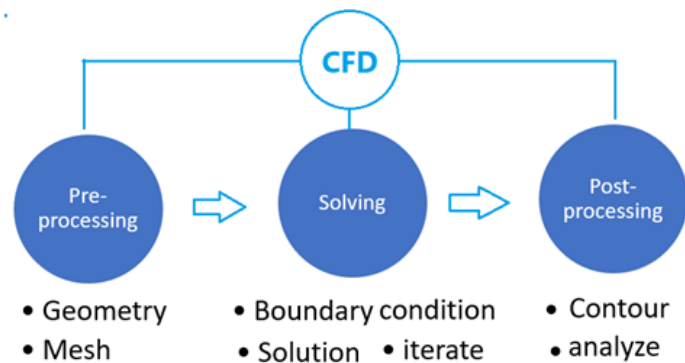 CFD
Pre-
processing
Solving
Post-
processing
• Geometry
• Mesh
• Boundary condition
• Solution • iterate
• Contour
• analyze